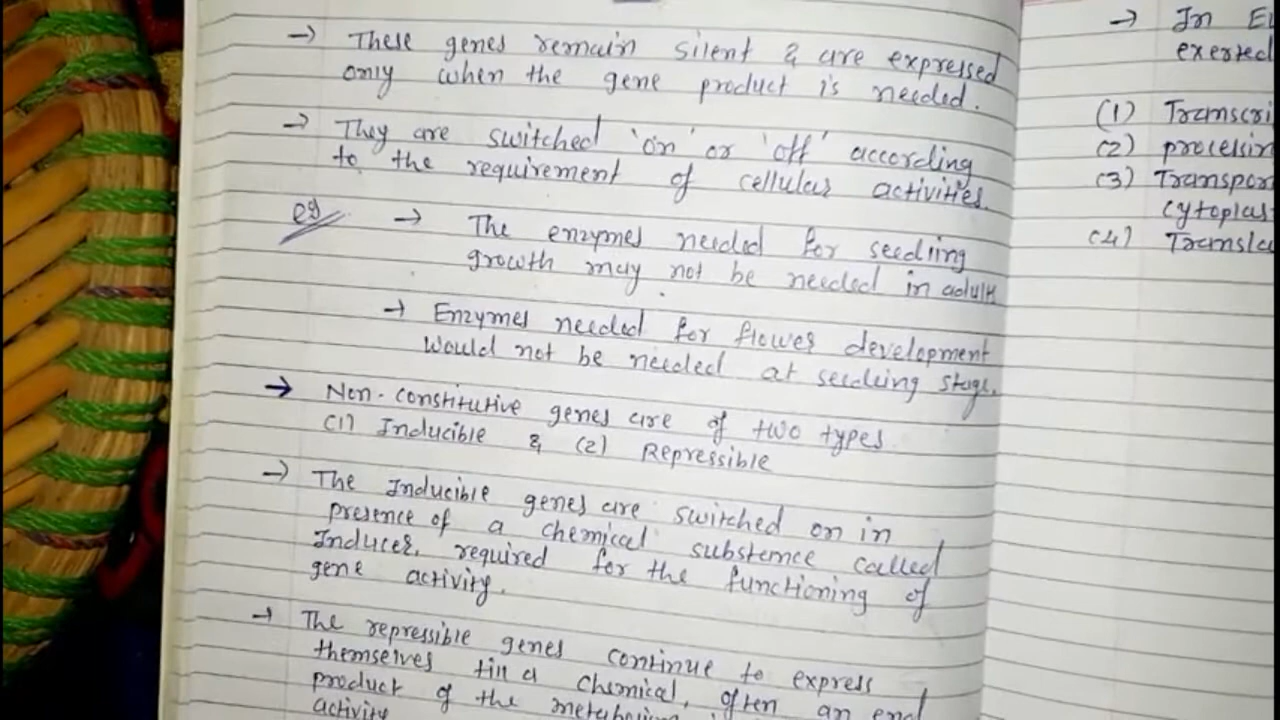 → These genes remain silent & are expressed
only when the gene product is needed.
→ They are switched 'on' or 'off' according
to the requirement of cellular activities.
eg → The enzymes needed for seedling
growth may not be needed in adult
→ Enzymes needed for flower development
would not be needed at seedling stage.
→ Non-constitutive genes are of two types
(1) Inducible & (2) Repressible
→ The Inducible genes are switched on in
presence of a chemical substance called
Inducer, required for the functioning of
gene activity.
→ The repressible genes continue to express
themselves till a chemical, often an end
product of the metabolism
activity
→ In E
exerted
(1) Transcri
(2) processin
(3) Transpor
cytoplas
(4) Transla